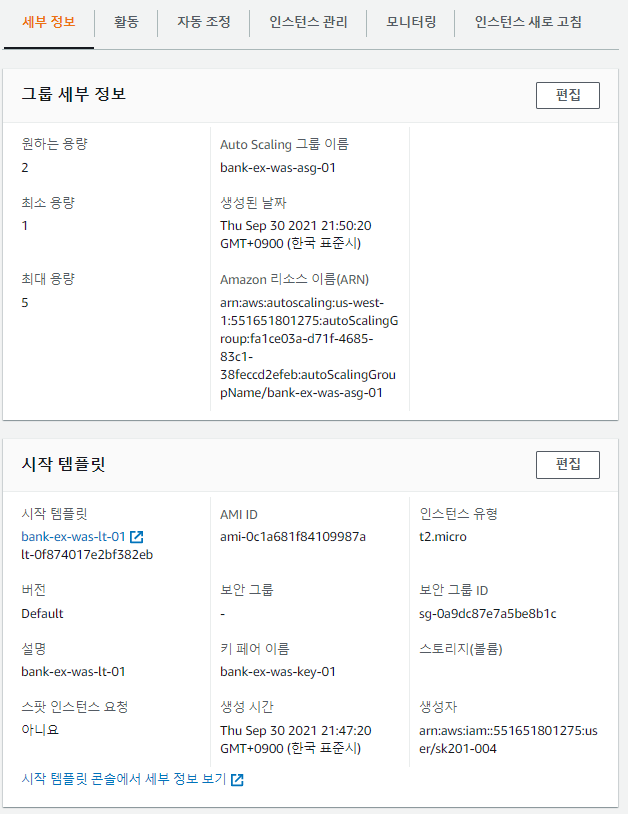 세부 정보
활동
자동 조정
인스턴스 관리
모니터링
인스턴스 새로 고침
그룹 세부 정보
편집
원하는 용량
2
최소 용량
1
최대 용량
5
Auto Scaling 그룹 이름
bank-ex-was-asg-01
생성된 날짜
Thu Sep 30 2021 21:50:20
GMT+0900 (한국 표준시)
Amazon 리소스 이름(ARN)
arn:aws:autoscaling:us-west-
1:551651801275:autoScalingG
roup:fa1ce03a-d71f-4685-
83c1-
38feccd2efeb:autoScalingGrou
pName/bank-ex-was-asg-01
시작 템플릿
편집
시작 템플릿
bank-ex-was-lt-01
lt-0f874017e2bf382eb
AMI ID
ami-0c1a681f84109987a
인스턴스 유형
t2.micro
버전
Default
보안 그룹
-
보안 그룹 ID
sg-0a9dc87e7a5be8b1c
설명
bank-ex-was-lt-01
키 페어 이름
bank-ex-was-key-01
스토리지(볼륨)
스팟 인스턴스 요청
아니요
생성 시간
Thu Sep 30 2021 21:47:20
GMT+0900 (한국 표준시)
생성자
arn:aws:iam::551651801275:us
er/sk201-004
시작 템플릿 콘솔에서 세부 정보 보기